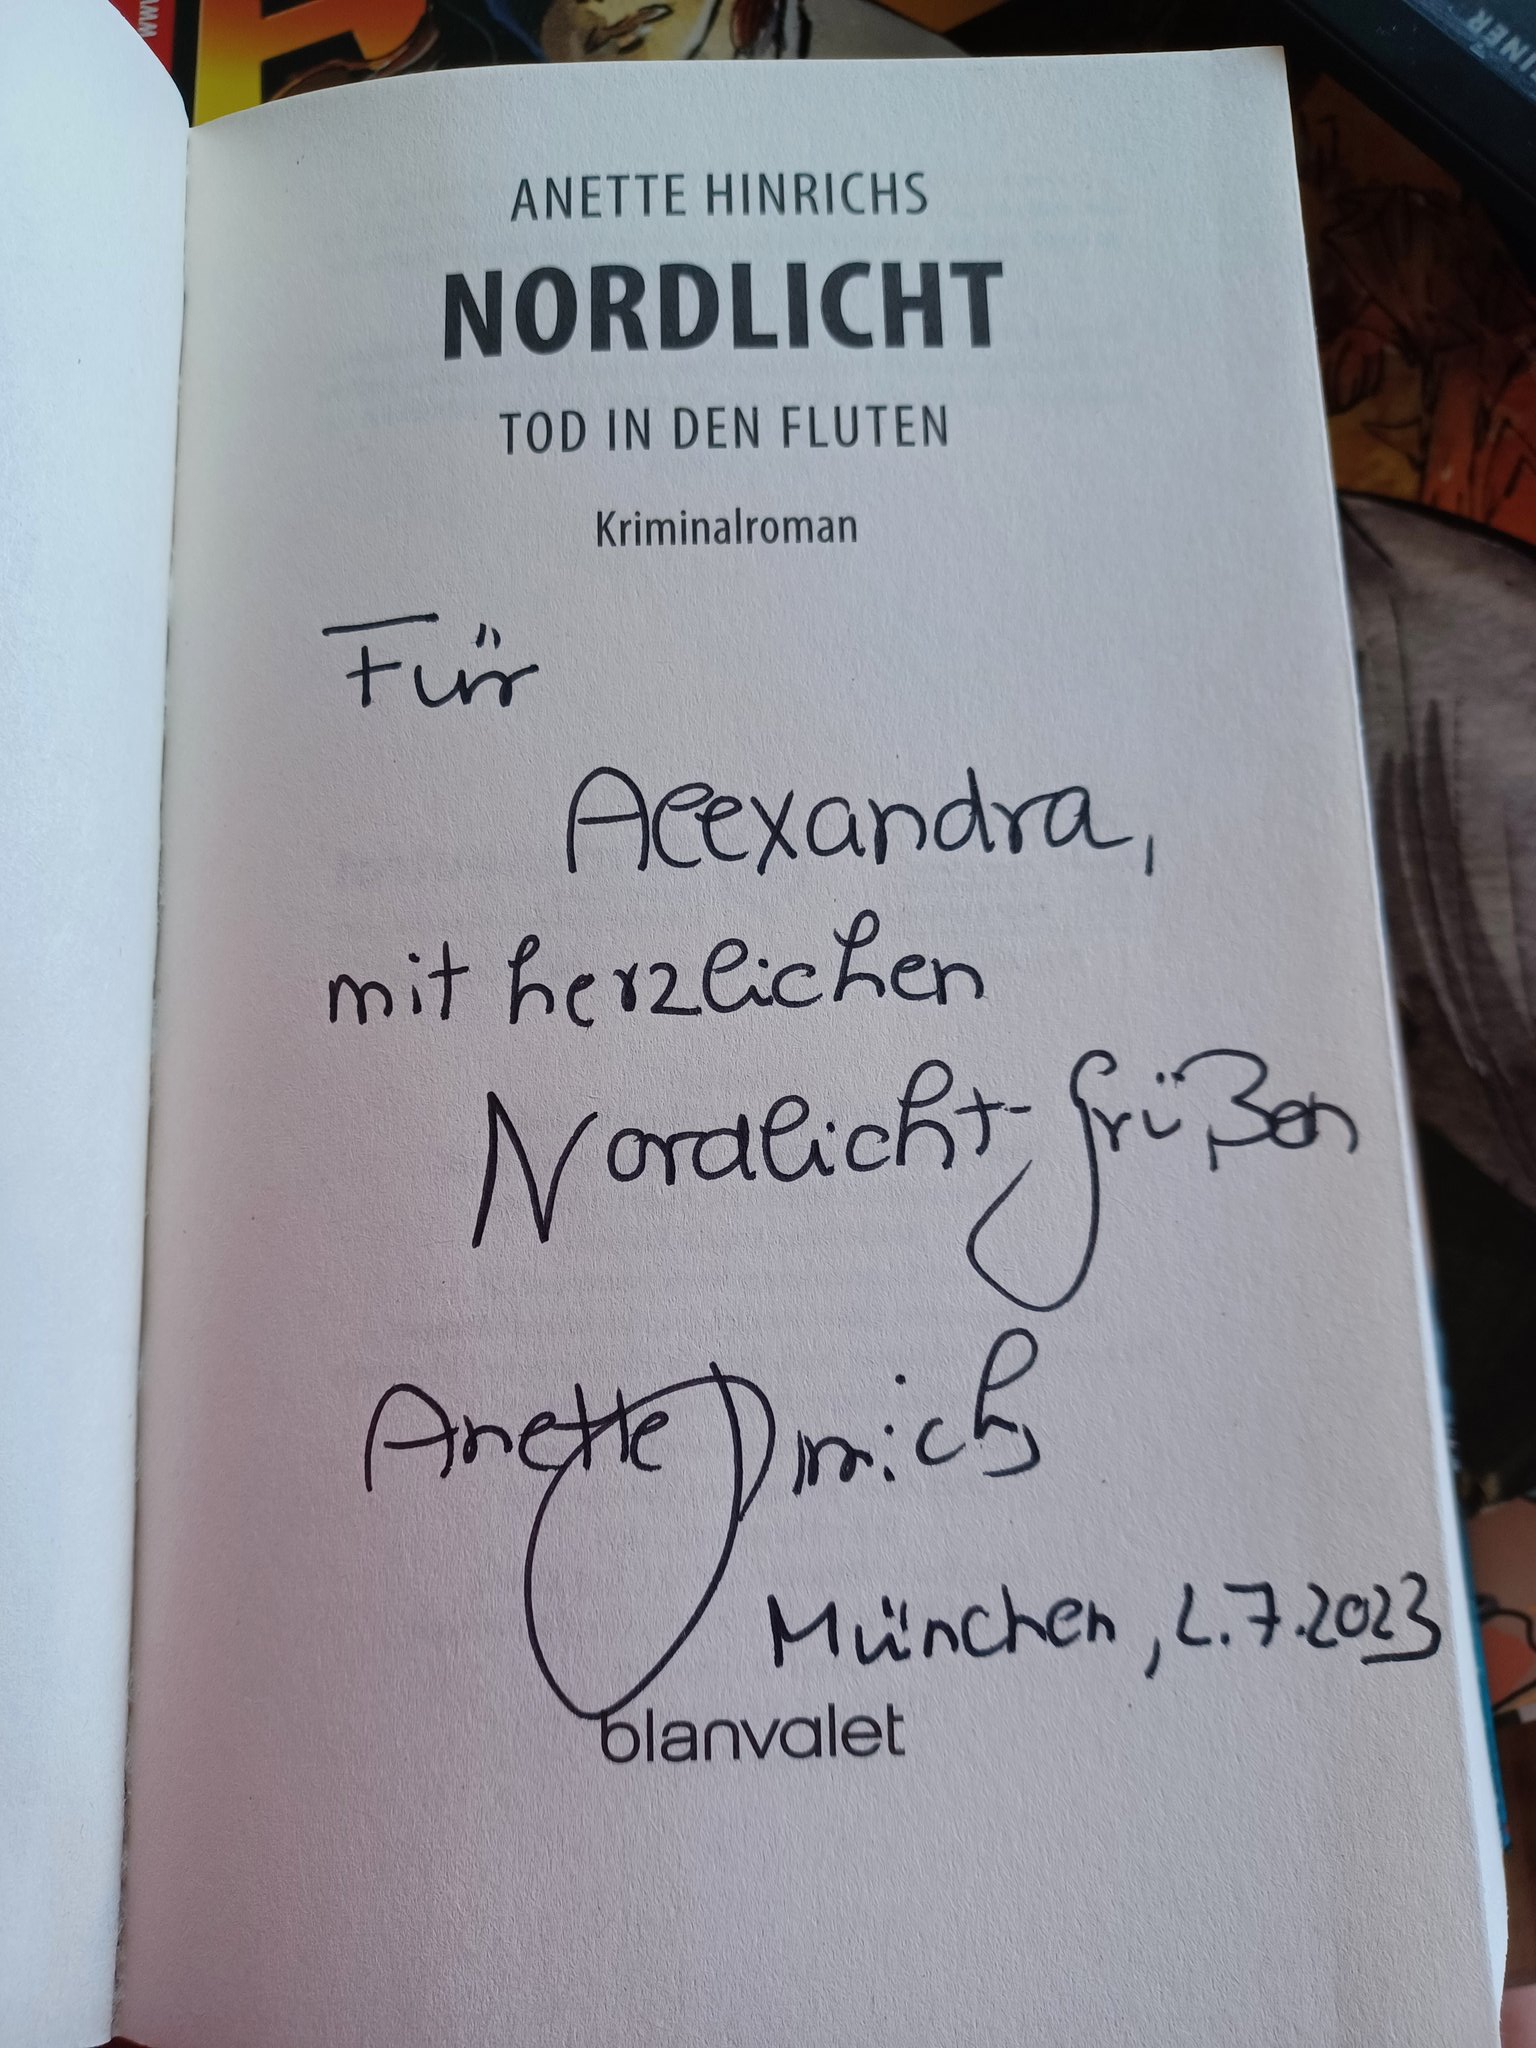 ANETTE HINRICHS
NORDLICHT
TOD IN DEN FLUTEN
Kriminalroman
Für
Alexandra,
mit herzlichen
Nordlicht-Grüßen
Anette Hinrichs
München, 2.7.2023
blanvalet